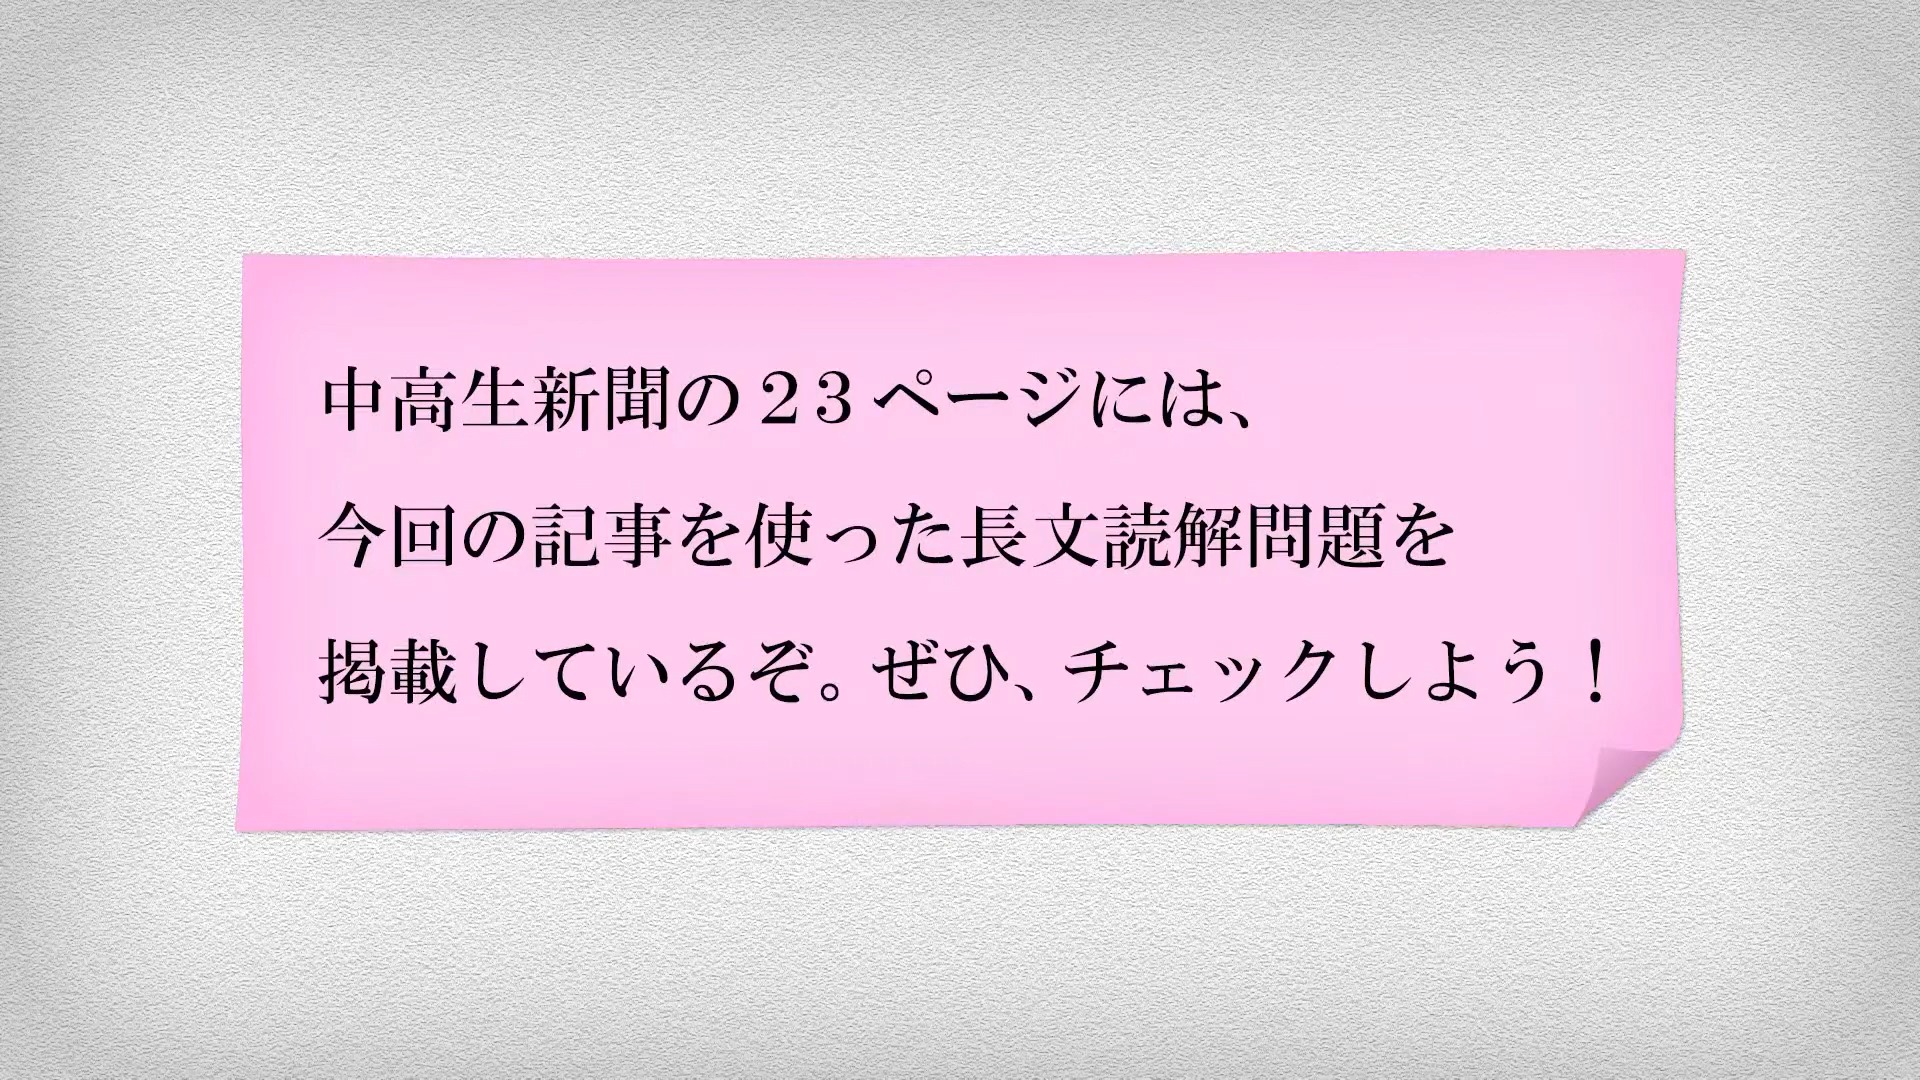 中高生新聞の２３ページには、
今回の記事を使った長文読解問題を
掲載しているぞ。ぜひ、チェックしよう！